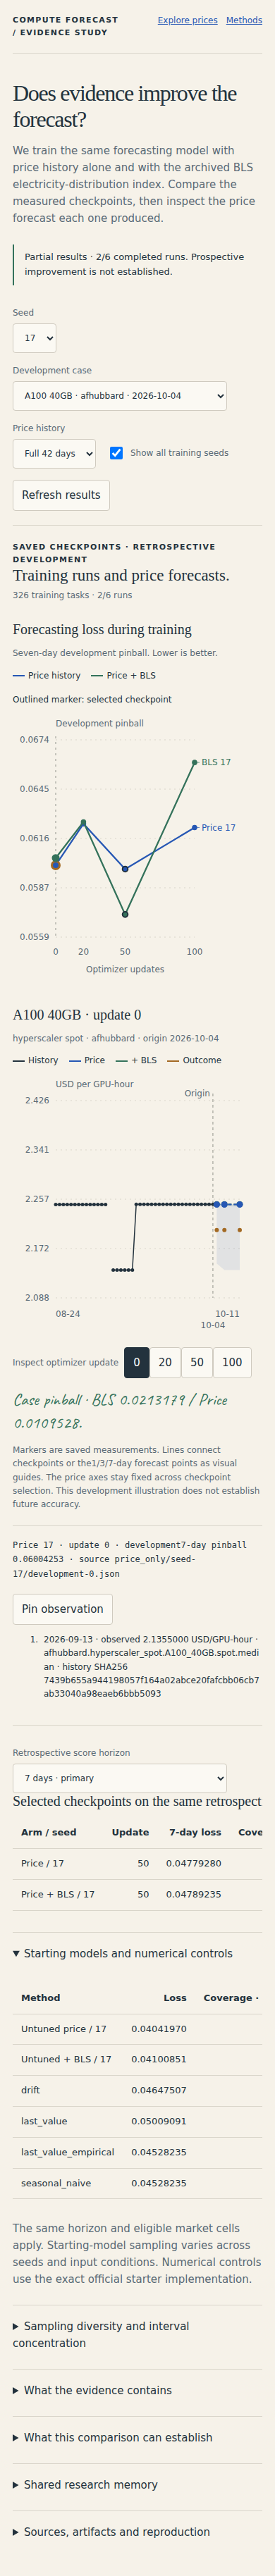 COMPUTE FORECAST
/ EVIDENCE STUDY
Explore prices
Methods
Does evidence improve the
forecast?
We train the same forecasting model with
price history alone and with the archived BLS
electricity-distribution index. Compare the
measured checkpoints, then inspect the price
forecast each one produced.
Partial results · 2/6 completed runs. Prospective
improvement is not established.
Seed
17
Development case
A100 40GB · afhubbard · 2026-10-04
Price history
Full 42 days
Show all training seeds
Refresh results
SAVED CHECKPOINTS · RETROSPECTIVE
DEVELOPMENT
Training runs and price forecasts.
326 training tasks · 2/6 runs
Forecasting loss during training
Seven-day development pinball. Lower is better.
Price history
Price + BLS
Outlined marker: selected checkpoint
Development pinball
0.0674
0.0645
0.0616
0.0587
0.0559
BLS 17
Price 17
0 20 50 100
Optimizer updates
A100 40GB · update 0
hyperscaler spot · afhubbard · origin 2026-10-04
History
Price
+ BLS
Outcome
USD per GPU-hour
Origin
2.426
2.341
2.257
2.172
2.088
08-24
10-11
10-04
Inspect optimizer update
0 20 50 100
Case pinball · BLS 0.0213179 / Price
0.0109528.
Markers are saved measurements. Lines connect
checkpoints or the1/3/7-day forecast points as visual
guides. The price axes stay fixed across checkpoint
selection. This development illustration does not establish
future accuracy.
Price 17 · update 0 · development7-day pinball
0.06004253 · source price_only/seed-
17/development-0.json
Pin observation
1. 2026-09-13 · observed 2.1355000 USD/GPU-hour ·
afhubbard.hyperscaler_spot.A100_40GB.spot.medi
an · history SHA256
7439b655a944198057f164a02abce20fafcbb06cb7
ab33040a98eaeb6bbb5093
Retrospective score horizon
7 days · primary
Selected checkpoints on the same retrospect
Arm / seed Update 7-day loss Cove
Price / 17 50 0.04779280
Price + BLS / 17 50 0.04789235
Starting models and numerical controls
Method Loss Coverage ·
Untuned price / 17 0.04041970
Untuned + BLS / 17 0.04100851
drift 0.04647507
last_value 0.05009091
last_value_empirical 0.04528235
seasonal_naive 0.04528235
The same horizon and eligible market cells
apply. Starting-model sampling varies across
seeds and input conditions. Numerical controls
use the exact official starter implementation.
Sampling diversity and interval
concentration
What the evidence contains
What this comparison can establish
Shared research memory
Sources, artifacts and reproduction